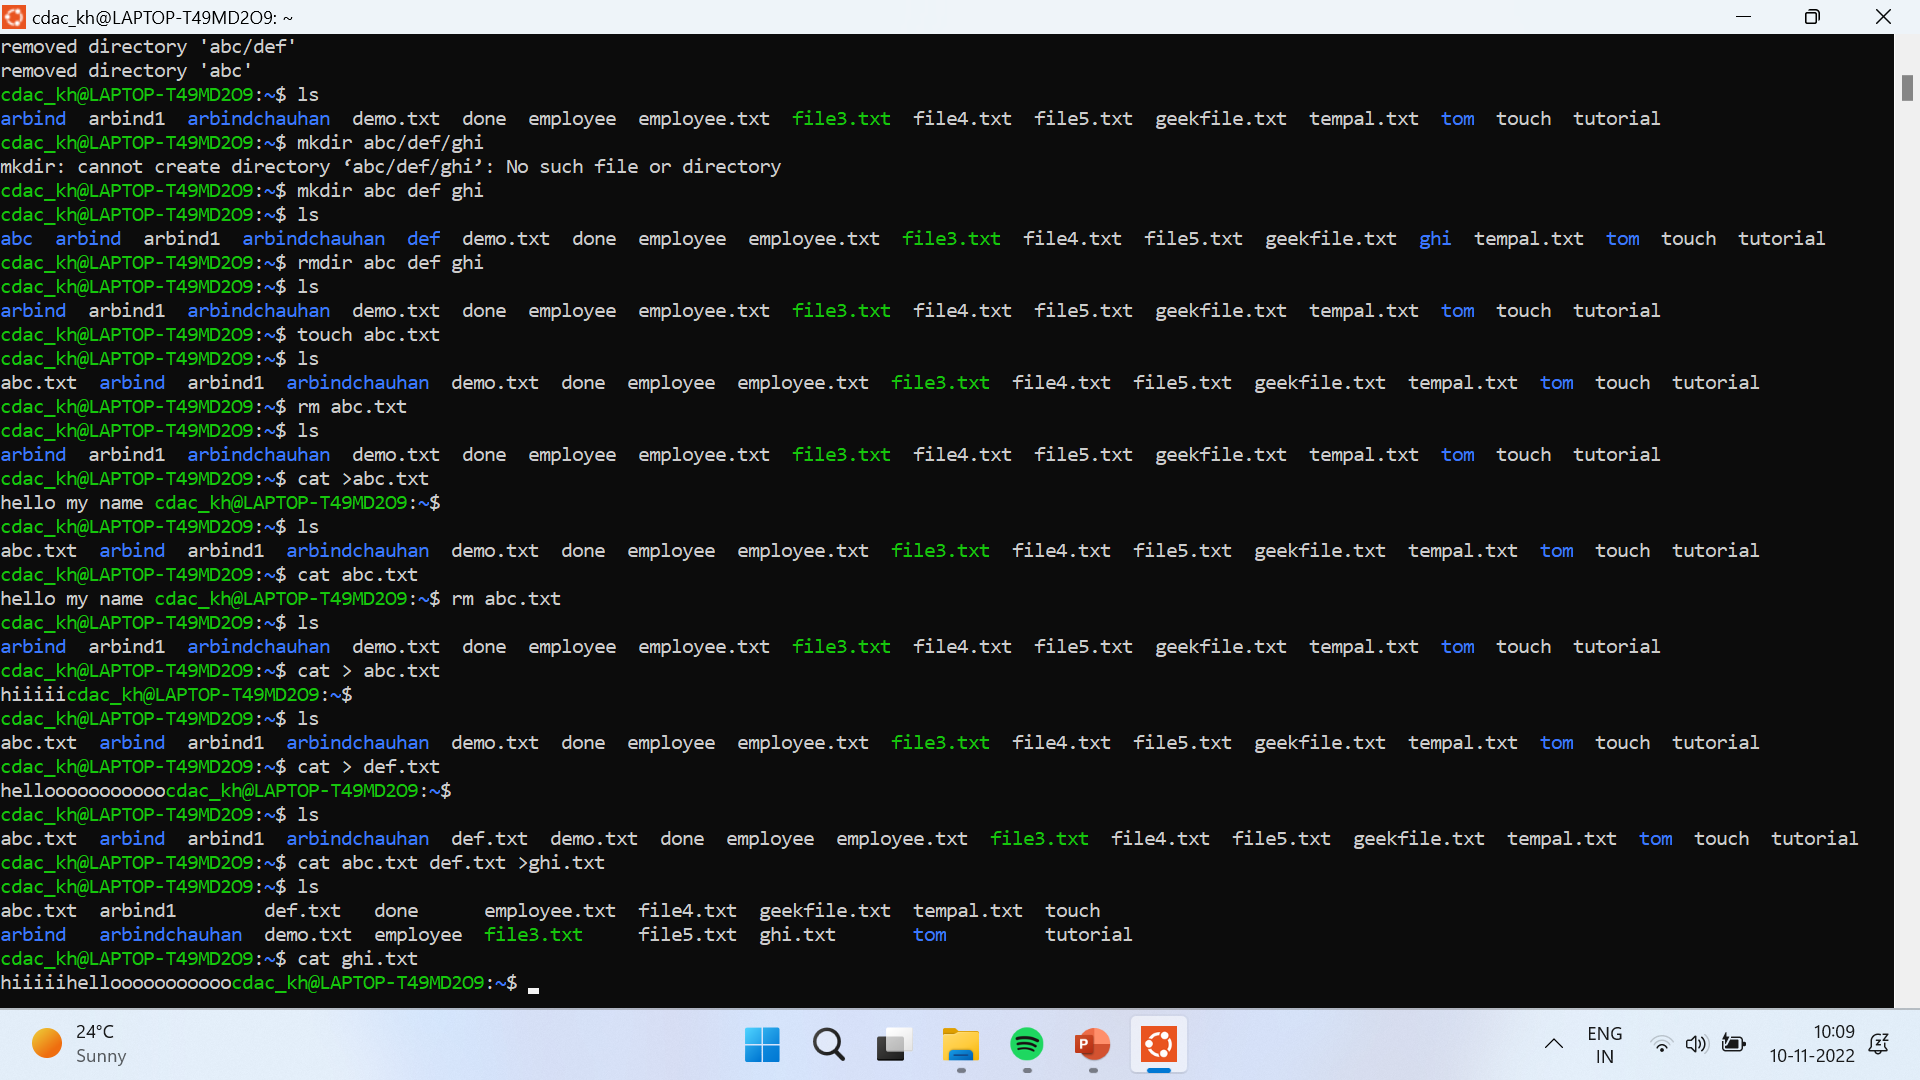 cdac_kh@LAPTOP-T49MD2O9: ~
removed directory 'abc/def'
removed directory 'abc'
cdac_kh@LAPTOP-T49MD2O9:~$ ls
arbind  arbind1  arbindchauhan  demo.txt  done  employee  employee.txt  file3.txt  file4.txt  file5.txt  geekfile.txt  tempal.txt  tom  touch  tutorial
cdac_kh@LAPTOP-T49MD2O9:~$ mkdir abc/def/ghi
mkdir: cannot create directory ‘abc/def/ghi’: No such file or directory
cdac_kh@LAPTOP-T49MD2O9:~$ mkdir abc def ghi
cdac_kh@LAPTOP-T49MD2O9:~$ ls
abc  arbind  arbind1  arbindchauhan  def  demo.txt  done  employee  employee.txt  file3.txt  file4.txt  file5.txt  geekfile.txt  ghi  tempal.txt  tom  touch  tutorial
cdac_kh@LAPTOP-T49MD2O9:~$ rmdir abc def ghi
cdac_kh@LAPTOP-T49MD2O9:~$ ls
arbind  arbind1  arbindchauhan  demo.txt  done  employee  employee.txt  file3.txt  file4.txt  file5.txt  geekfile.txt  tempal.txt  tom  touch  tutorial
cdac_kh@LAPTOP-T49MD2O9:~$ touch abc.txt
cdac_kh@LAPTOP-T49MD2O9:~$ ls
abc.txt  arbind  arbind1  arbindchauhan  demo.txt  done  employee  employee.txt  file3.txt  file4.txt  file5.txt  geekfile.txt  tempal.txt  tom  touch  tutorial
cdac_kh@LAPTOP-T49MD2O9:~$ rm abc.txt
cdac_kh@LAPTOP-T49MD2O9:~$ ls
arbind  arbind1  arbindchauhan  demo.txt  done  employee  employee.txt  file3.txt  file4.txt  file5.txt  geekfile.txt  tempal.txt  tom  touch  tutorial
cdac_kh@LAPTOP-T49MD2O9:~$ cat >abc.txt
hello my name cdac_kh@LAPTOP-T49MD2O9:~$
cdac_kh@LAPTOP-T49MD2O9:~$ ls
abc.txt  arbind  arbind1  arbindchauhan  demo.txt  done  employee  employee.txt  file3.txt  file4.txt  file5.txt  geekfile.txt  tempal.txt  tom  touch  tutorial
cdac_kh@LAPTOP-T49MD2O9:~$ cat abc.txt
hello my name cdac_kh@LAPTOP-T49MD2O9:~$ rm abc.txt
cdac_kh@LAPTOP-T49MD2O9:~$ ls
arbind  arbind1  arbindchauhan  demo.txt  done  employee  employee.txt  file3.txt  file4.txt  file5.txt  geekfile.txt  tempal.txt  tom  touch  tutorial
cdac_kh@LAPTOP-T49MD2O9:~$ cat > abc.txt
hiiiiicdac_kh@LAPTOP-T49MD2O9:~$
cdac_kh@LAPTOP-T49MD2O9:~$ ls
abc.txt  arbind  arbind1  arbindchauhan  demo.txt  done  employee  employee.txt  file3.txt  file4.txt  file5.txt  geekfile.txt  tempal.txt  tom  touch  tutorial
cdac_kh@LAPTOP-T49MD2O9:~$ cat > def.txt
hellooooooooooocdac_kh@LAPTOP-T49MD2O9:~$
cdac_kh@LAPTOP-T49MD2O9:~$ ls
abc.txt  arbind  arbind1  arbindchauhan  def.txt  demo.txt  done  employee  employee.txt  file3.txt  file4.txt  file5.txt  geekfile.txt  tempal.txt  tom  touch  tutorial
cdac_kh@LAPTOP-T49MD2O9:~$ cat abc.txt def.txt >ghi.txt
cdac_kh@LAPTOP-T49MD2O9:~$ ls
abc.txt  arbind1        def.txt   done      employee.txt  file4.txt  geekfile.txt  tempal.txt  touch
arbind   arbindchauhan  demo.txt  employee  file3.txt     file5.txt  ghi.txt       tom         tutorial
cdac_kh@LAPTOP-T49MD2O9:~$ cat ghi.txt
hiiiiihellooooooooooocdac_kh@LAPTOP-T49MD2O9:~$
24°C
Sunny
P
ENG
IN
10:09
10-11-2022